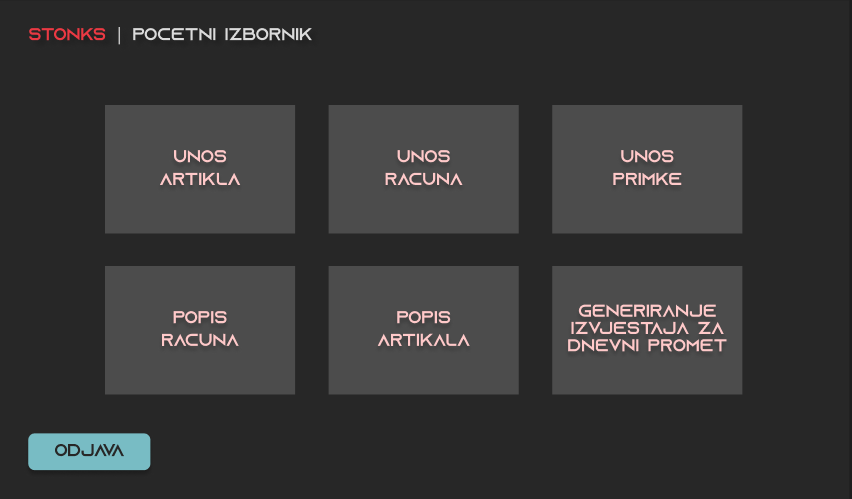 STONKS | POCETNI IZBORNIK
UNOS
ARTIKLA
UNOS
RACUNA
UNOS
PRIMKE
POPIS
RACUNA
POPIS
ARTIKALA
GENERIRANJE
IZVJESTAJA ZA
DNEVNI PROMET
ODJAVA